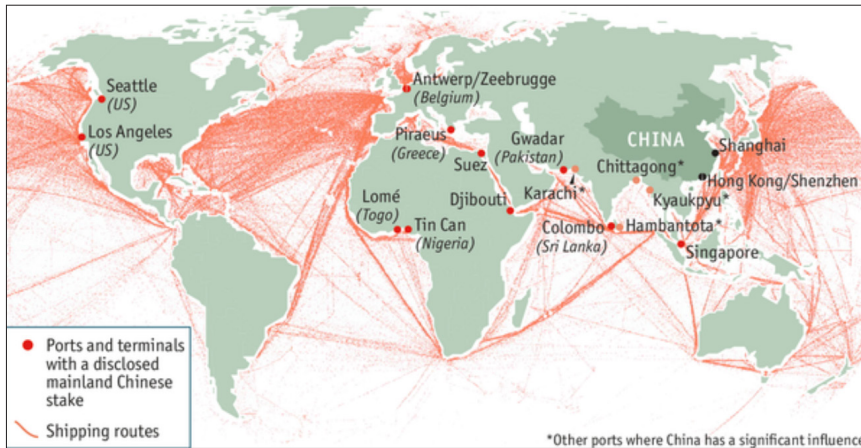 Seattle
(US)
Los Angeles
(US)
Antwerp/Zeebrugge
(Belgium)
Piraeus
(Greece)
Suez
Gwadar
(Pakistan)
Karachi*
CHINA
Shanghai
Chittagong*
Hong Kong/Shenzhen
Kyaukpyu*
Lomé
(Togo)
Tin Can
(Nigeria)
Djibouti
Colombo
(Sri Lanka)
Hambantota*
Singapore
Ports and terminals
with a disclosed
mainland Chinese
stake
Shipping routes
*Other ports where China has a significant influence